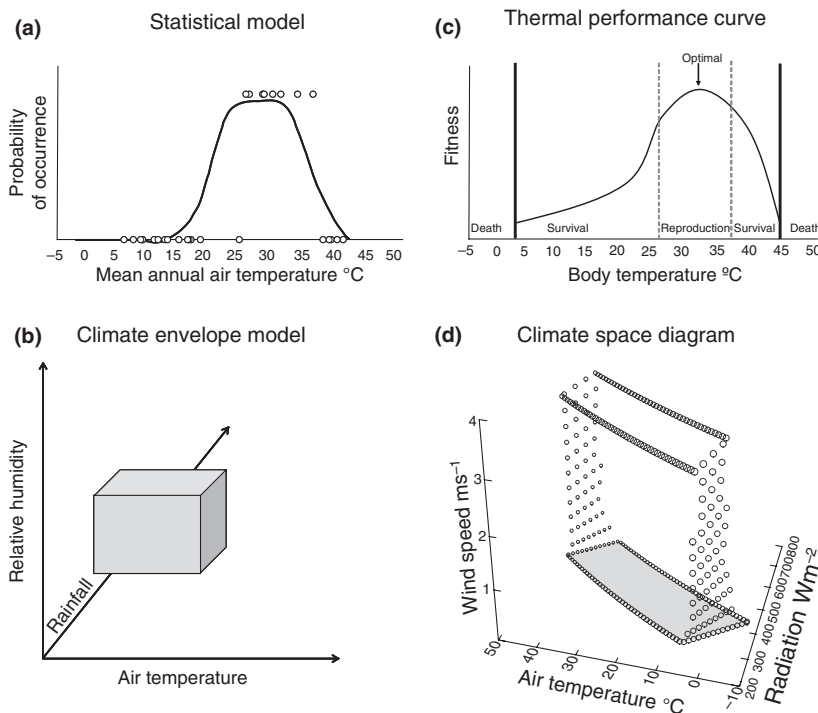 (a) Statistical model
Probability
of occurrence
−5 0 5 10 15 20 25 30 35 40 45 50
Mean annual air temperature °C
(c) Thermal performance curve
Optimal
Fitness
Death Survival Reproduction Survival Death
−5 0 5 10 15 20 25 30 35 40 45 50
Body temperature ºC
(b) Climate envelope model
Relative humidity
Rainfall
Air temperature
(d) Climate space diagram
Wind speed ms−1
4
3
2
1
50 40 30 20 10 0 −10
Air temperature °C
200 300 400 500 600 700 800
Radiation Wm−2